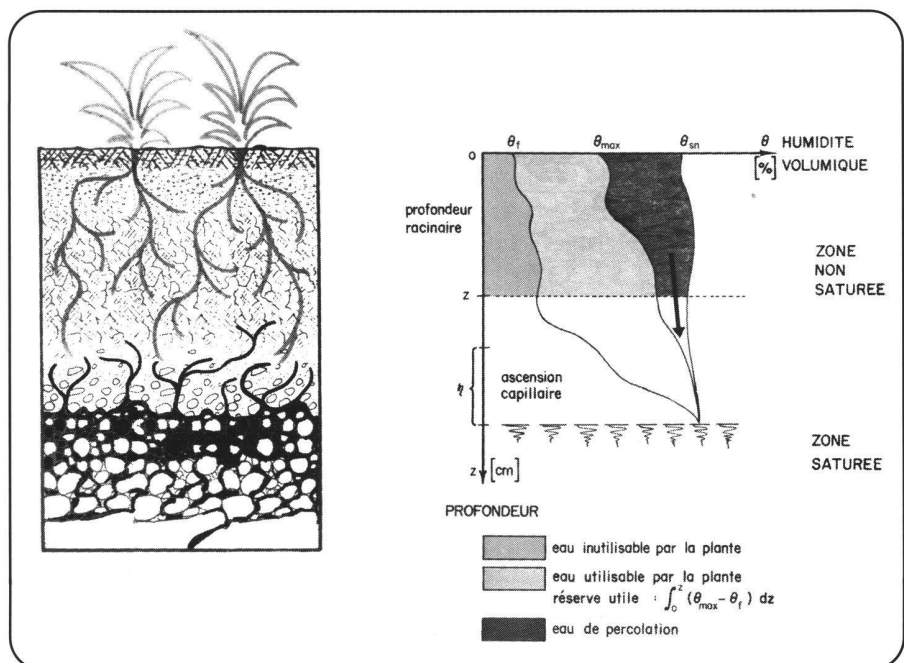 θf θmax θsn θ HUMIDITE
0 [%] VOLUMIQUE
profondeur
racinaire
ZONE
NON
SATUREE
Z
ascension
capillaire
η
ZONE
SATUREE
z [cm]
PROFONDEUR
eau inutilisable par la plante
eau utilisable par la plante
réserve utile : ∫₀ᶻ (θmax – θf) dz
eau de percolation